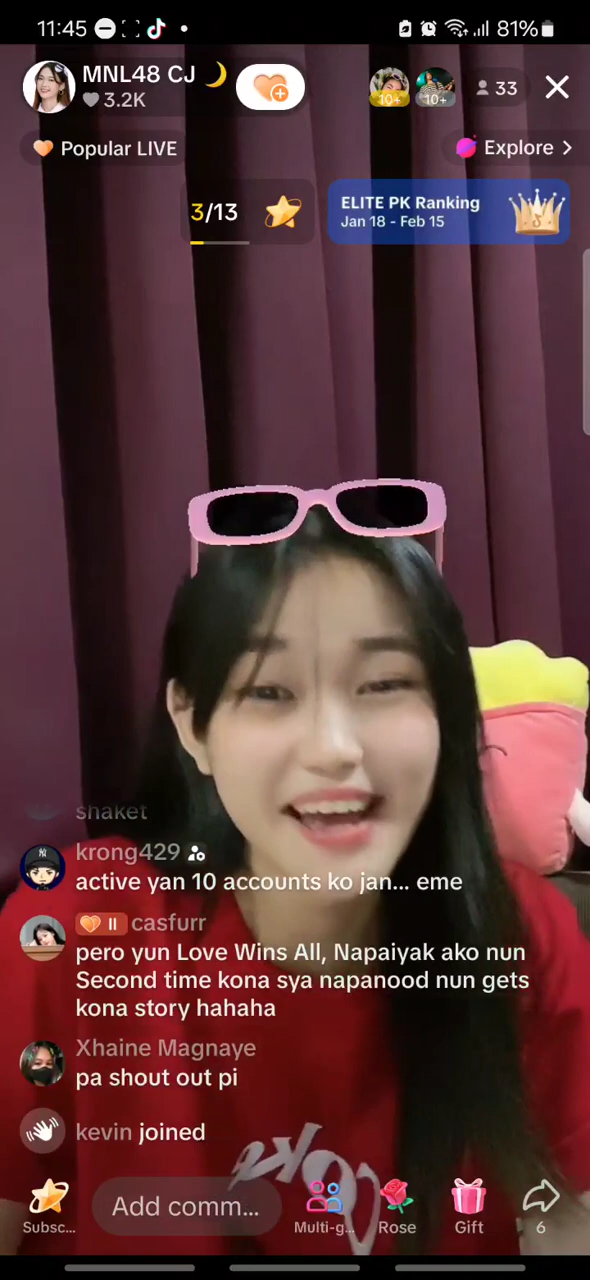 11:45
81%
MNL48 CJ 🌙
3.2K
10+
10+
33
Popular LIVE
Explore >
3/13
ELITE PK Ranking
Jan 18 - Feb 15
shaket
krong429
active yan 10 accounts ko jan... eme
II casfurr
pero yun Love Wins All, Napaiyak ako nun
Second time kona sya napanood nun gets
kona story hahaha
Xhaine Magnaye
pa shout out pi
kevin joined
Add comm...
Subsc...
Multi-g...
Rose
Gift
6